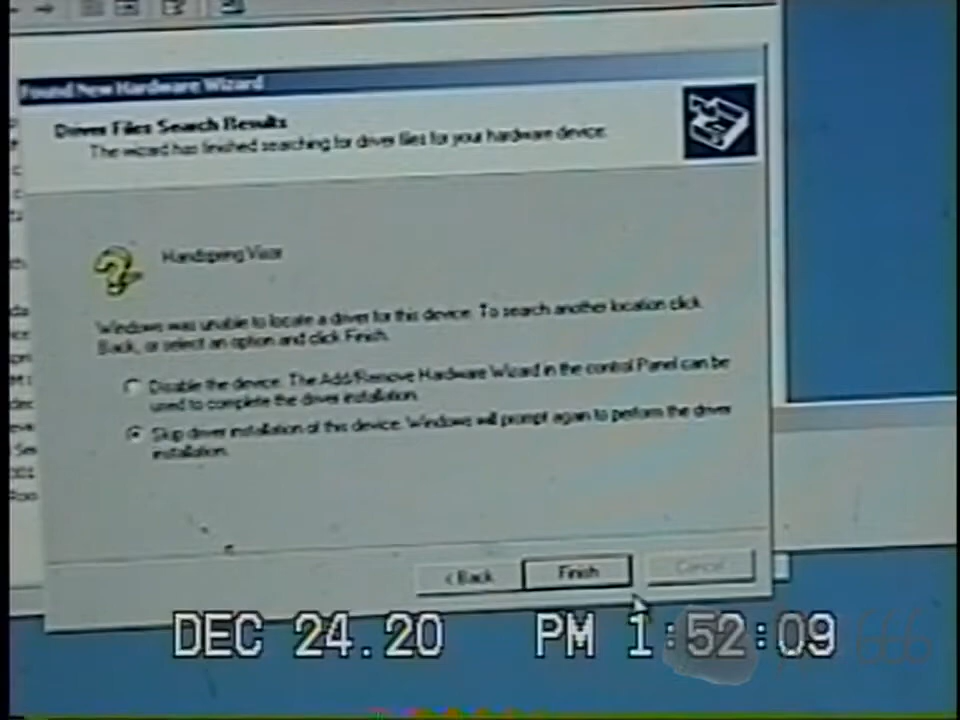 Found New Hardware Wizard
Driver Files Search Results
The wizard has finished searching for driver files for your hardware device.
Handspring Visor
Windows was unable to locate a driver for this device. To search another location click
Back, or select an option and click Finish.
Disable the device. The Add/Remove Hardware Wizard in the control Panel can be
used to complete the driver installation.
Skip driver installation of this device. Windows will prompt again to perform the driver
installation.
< Back Finish Cancel
DEC 24.20 PM 1:52:09